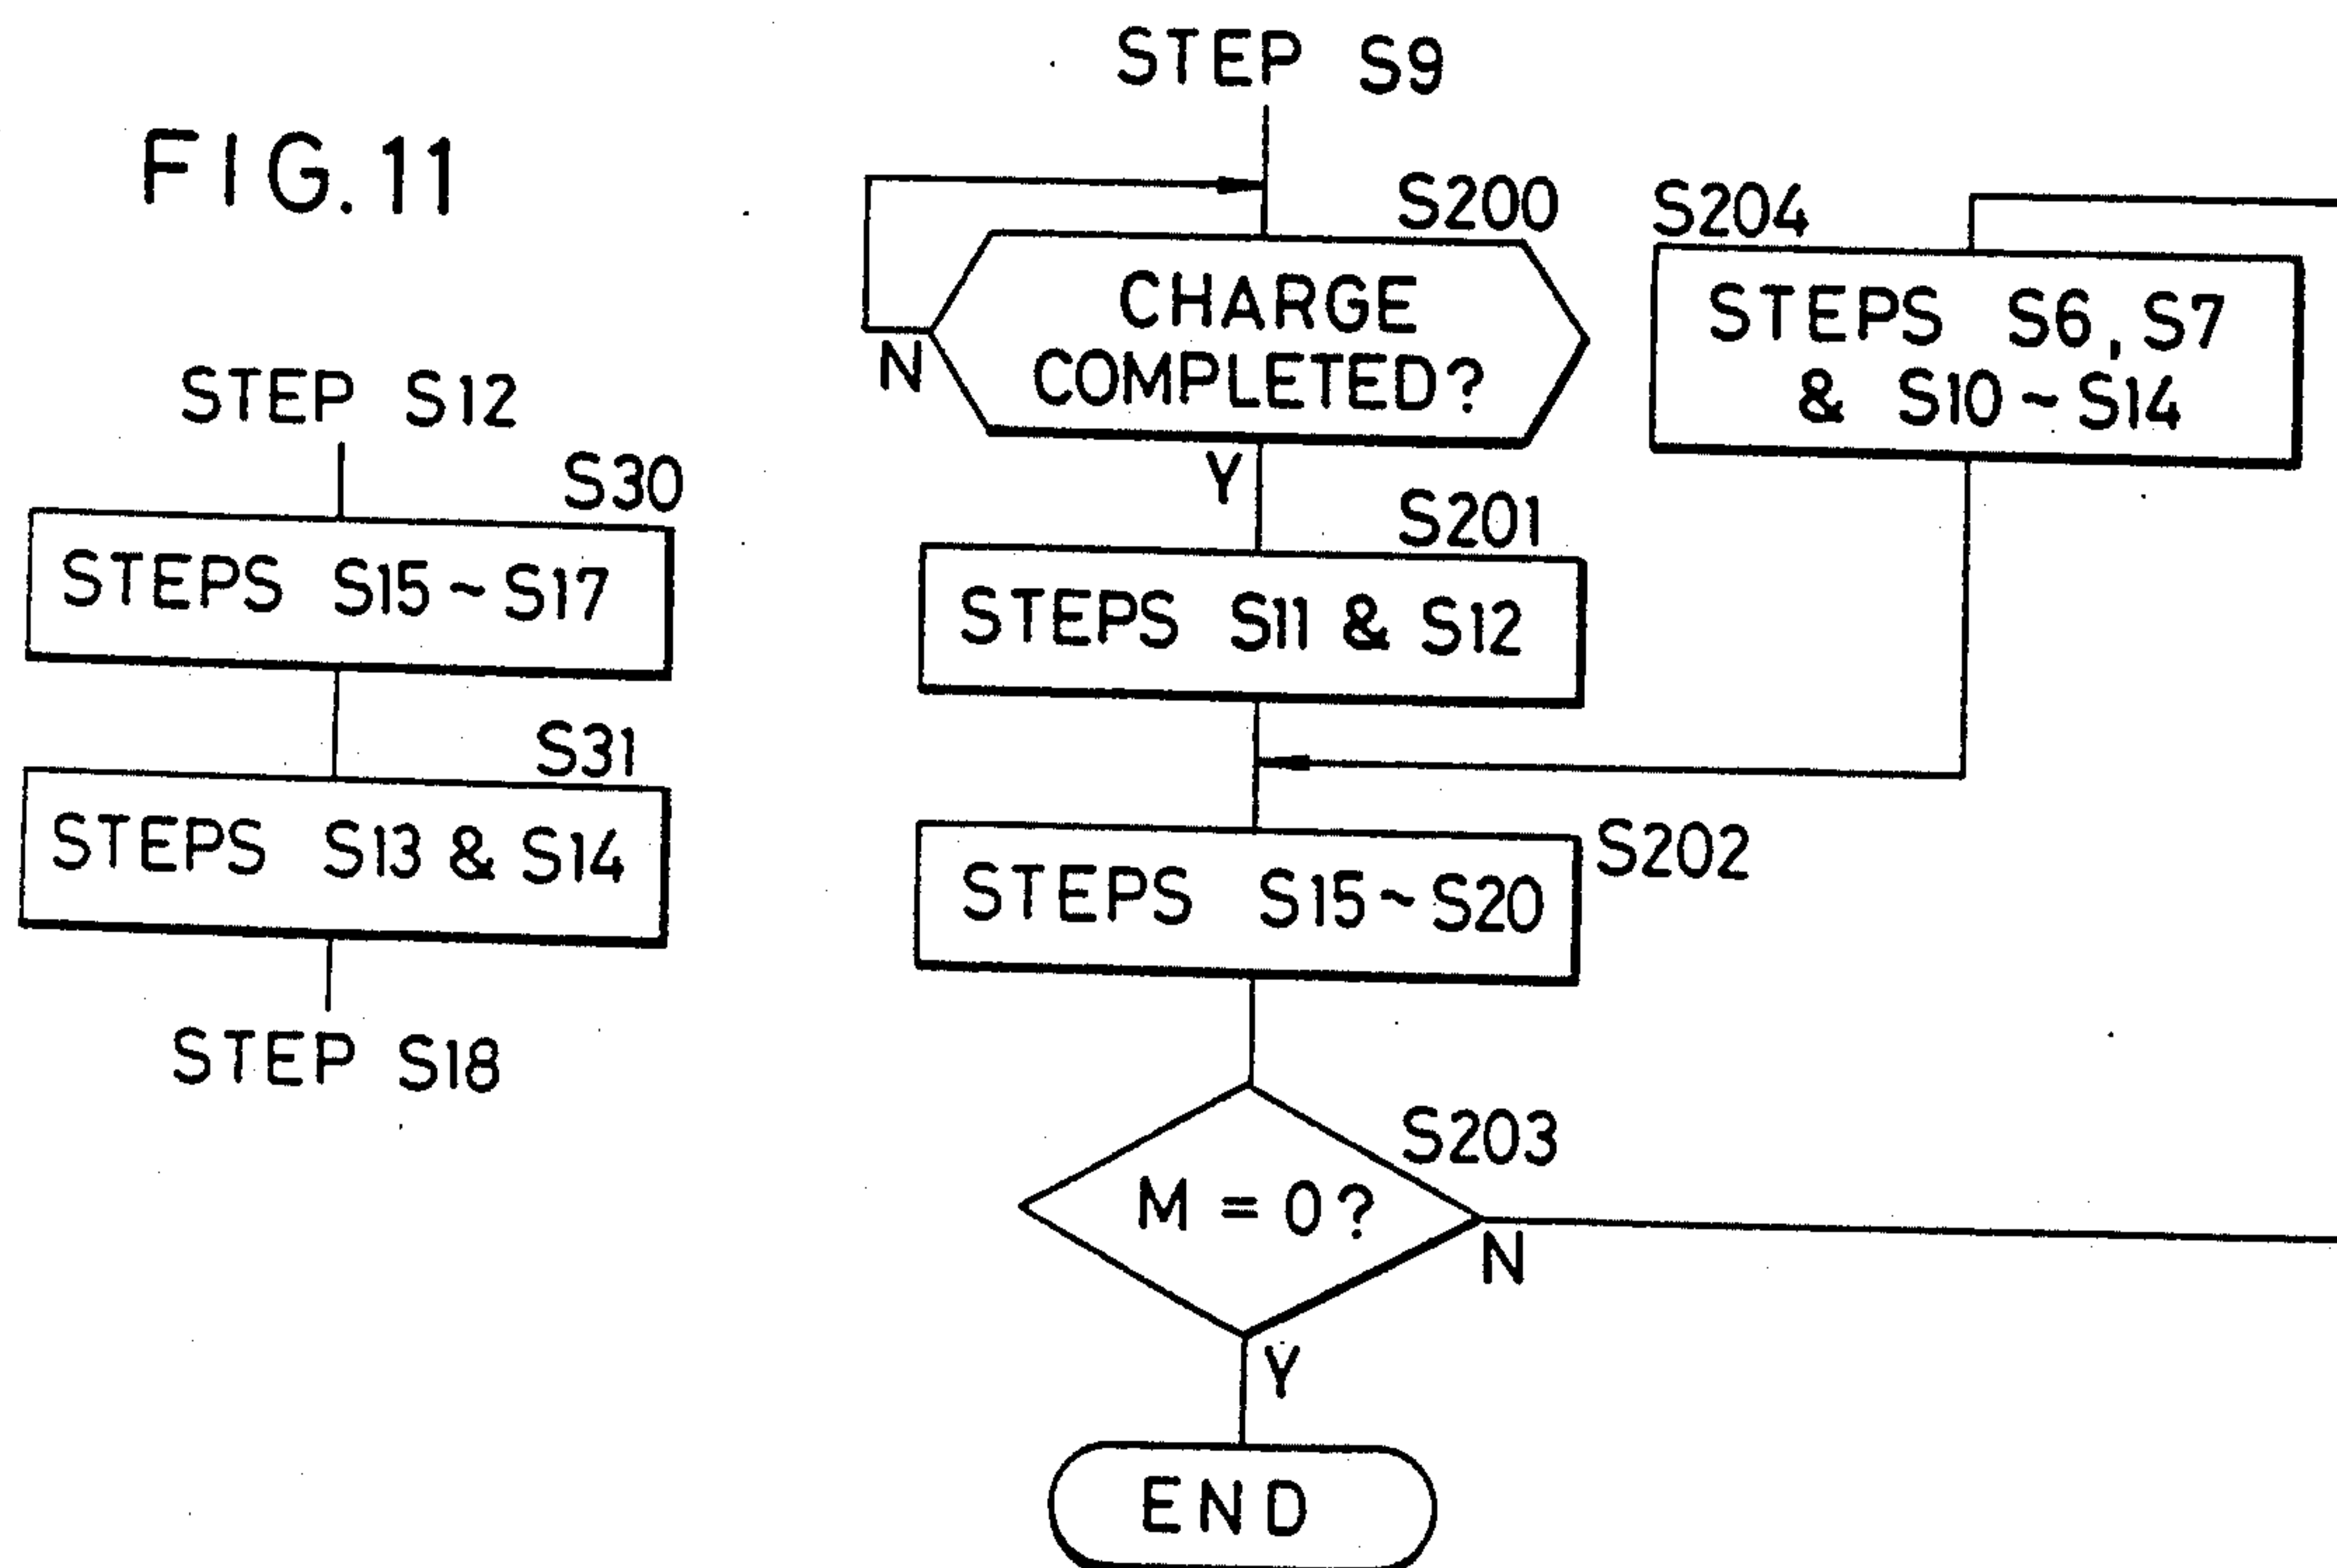 FIG. 11
STEP S12
S30
STEPS S15~S17
S31
STEPS S13 & S14
STEP S18
STEP S9
S200
CHARGE
COMPLETED?
N
Y
S201
STEPS S11 & S12
S202
STEPS S15~S20
S203
M = 0?
N
Y
END
S204
STEPS S6, S7
& S10~S14